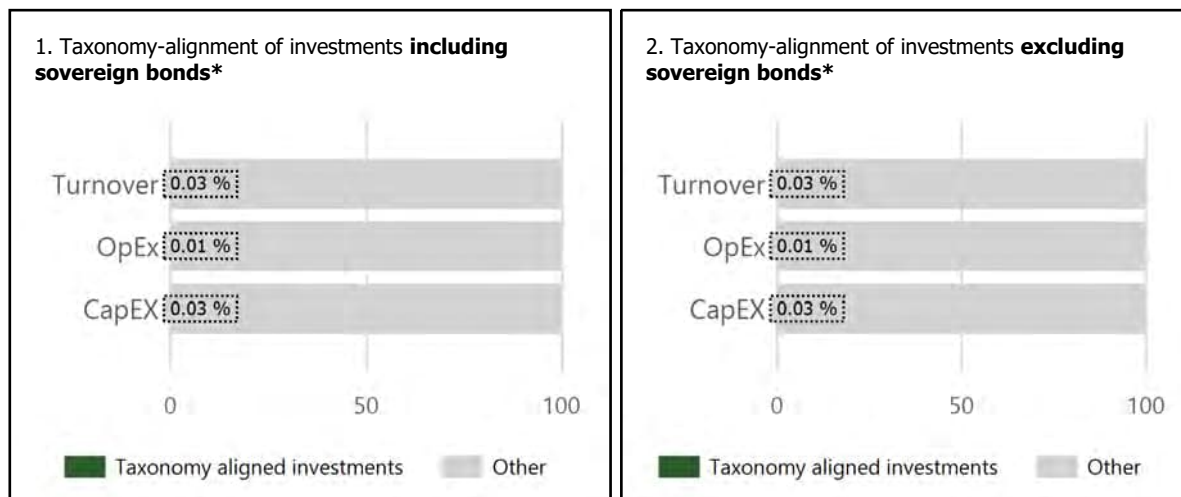 1. Taxonomy-alignment of investments including
sovereign bonds*
Turnover 0.03 %
OpEx 0.01 %
CapEX 0.03 %
0 50 100
Taxonomy aligned investments Other
2. Taxonomy-alignment of investments excluding
sovereign bonds*
Turnover 0.03 %
OpEx 0.01 %
CapEX 0.03 %
0 50 100
Taxonomy aligned investments Other